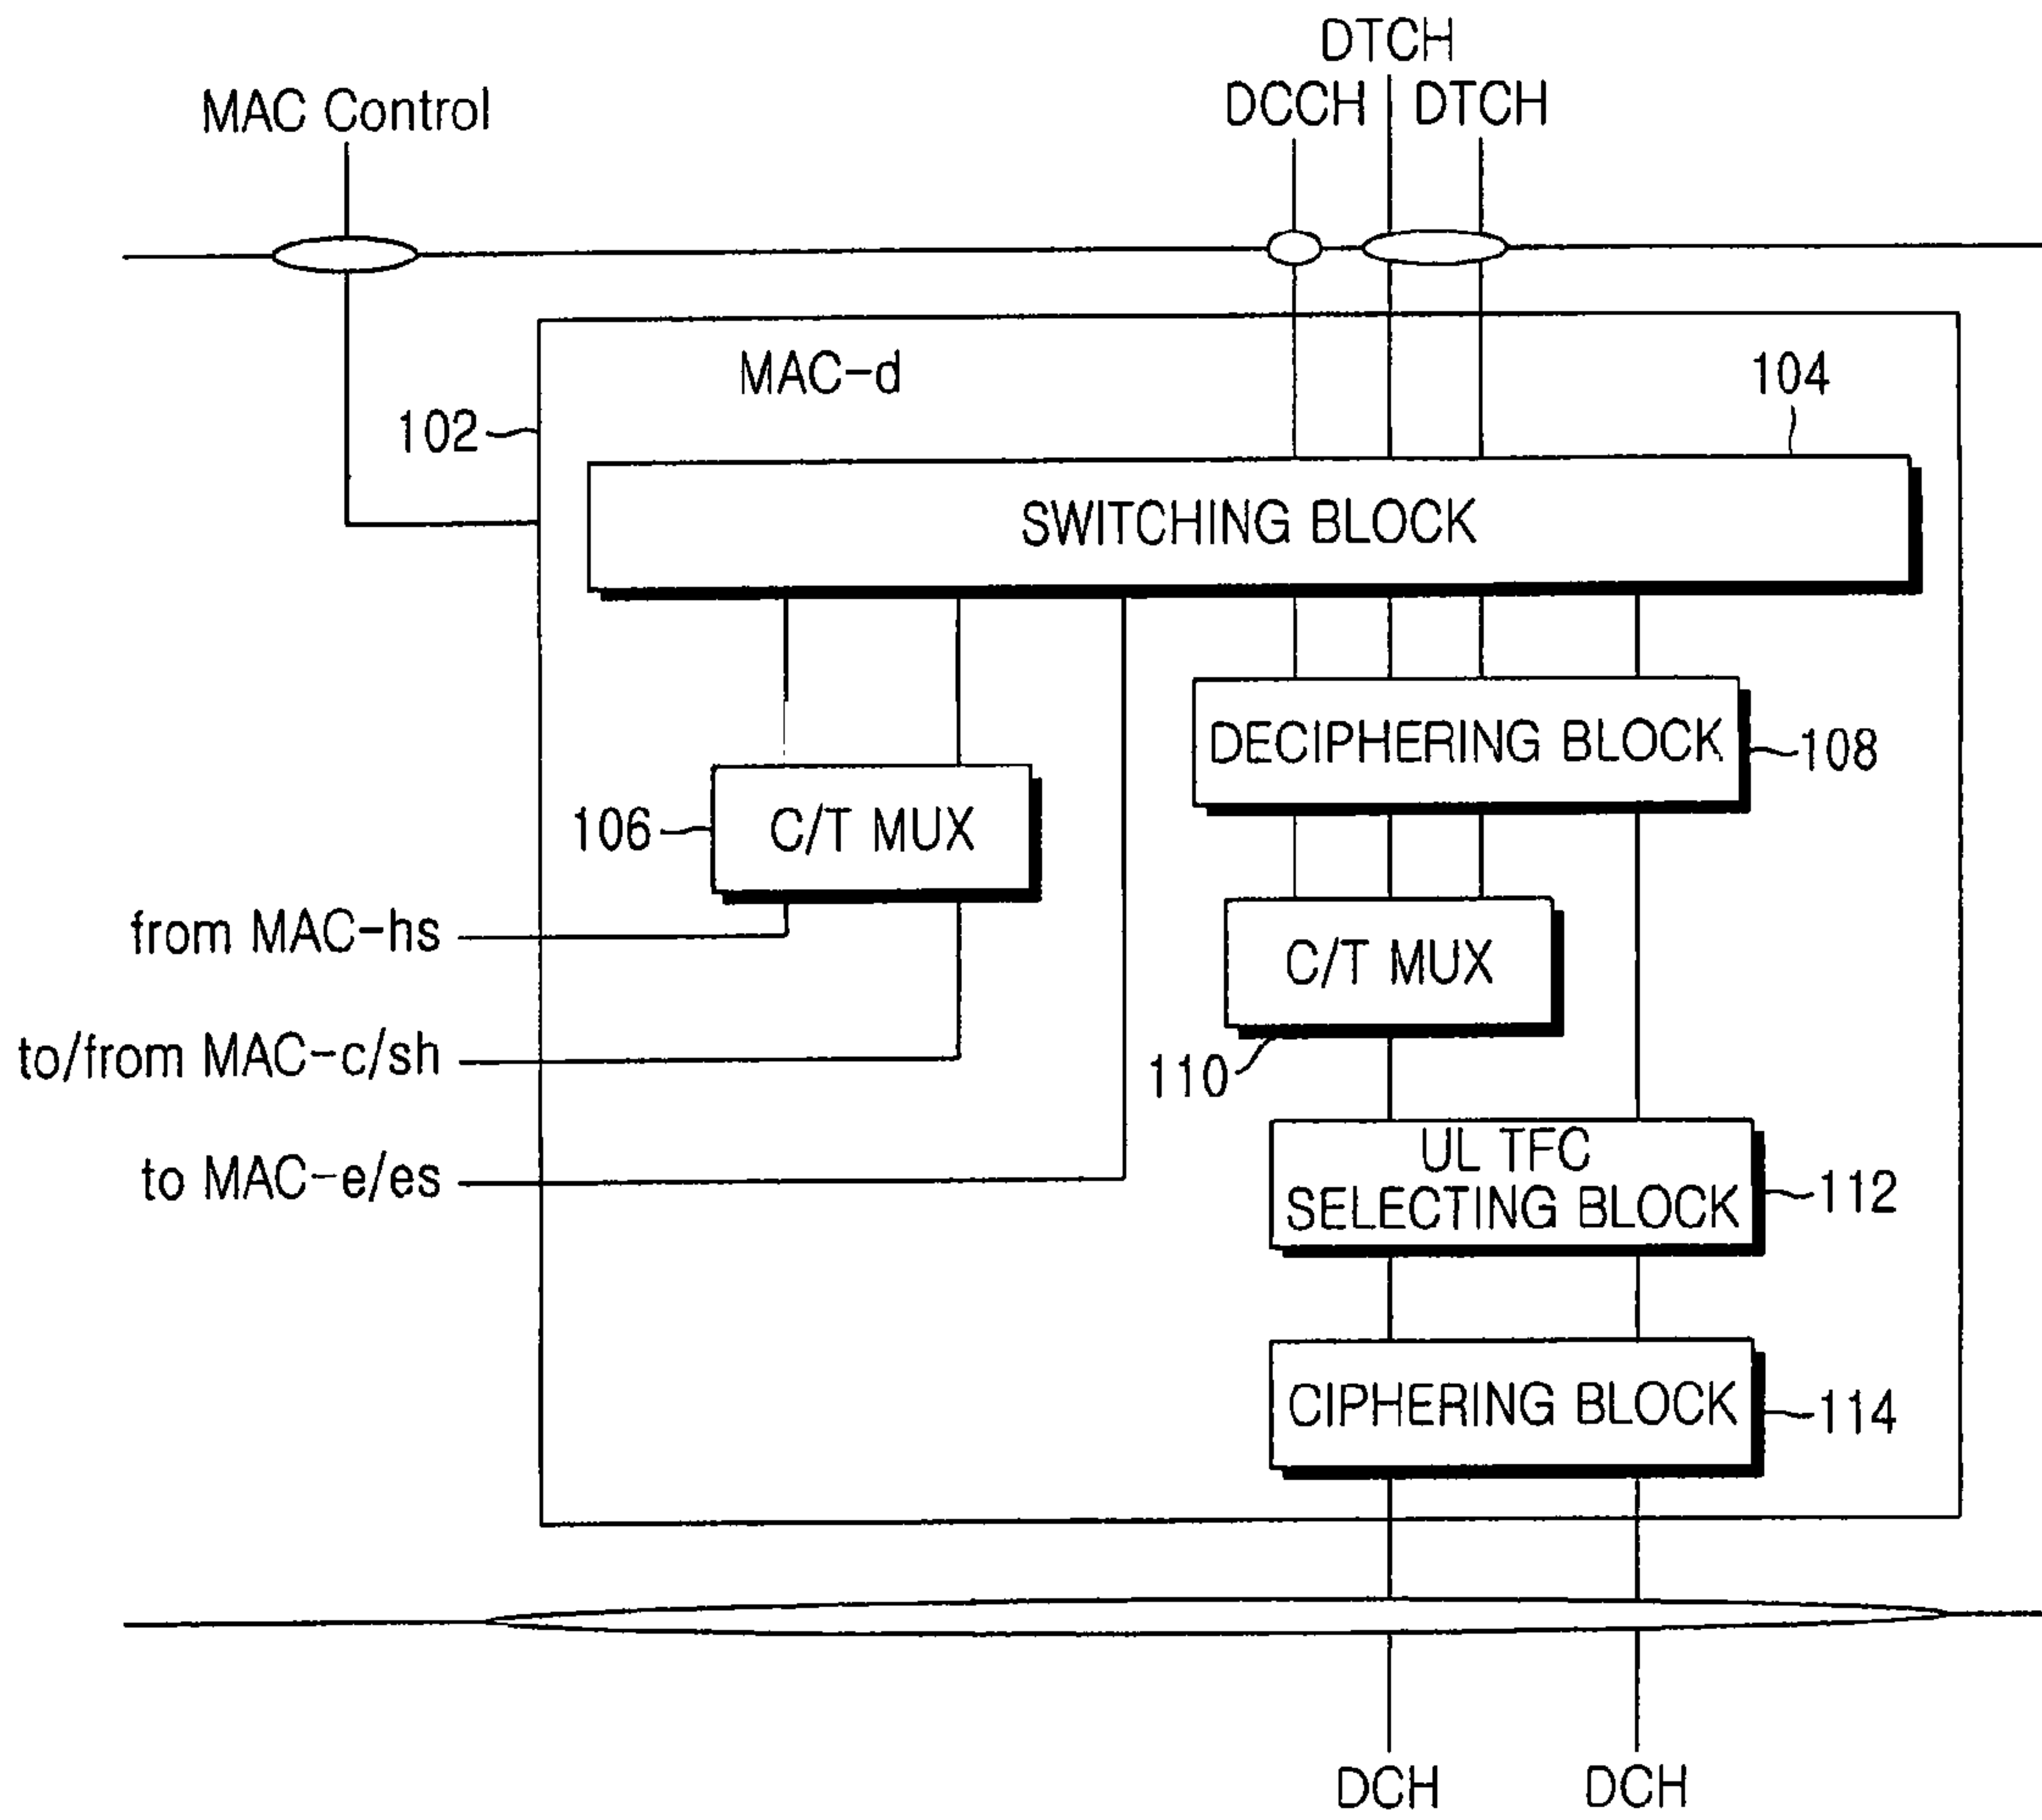 DTCH
MAC Control
DCCH
DTCH
MAC-d
104
102
SWITCHING BLOCK
DECIPHERING BLOCK
108
106
C/T MUX
from MAC-hs
C/T MUX
to/from MAC-c/sh
110
UL TFC
SELECTING BLOCK
112
to MAC-e/es
CIPHERING BLOCK
114
DCH
DCH